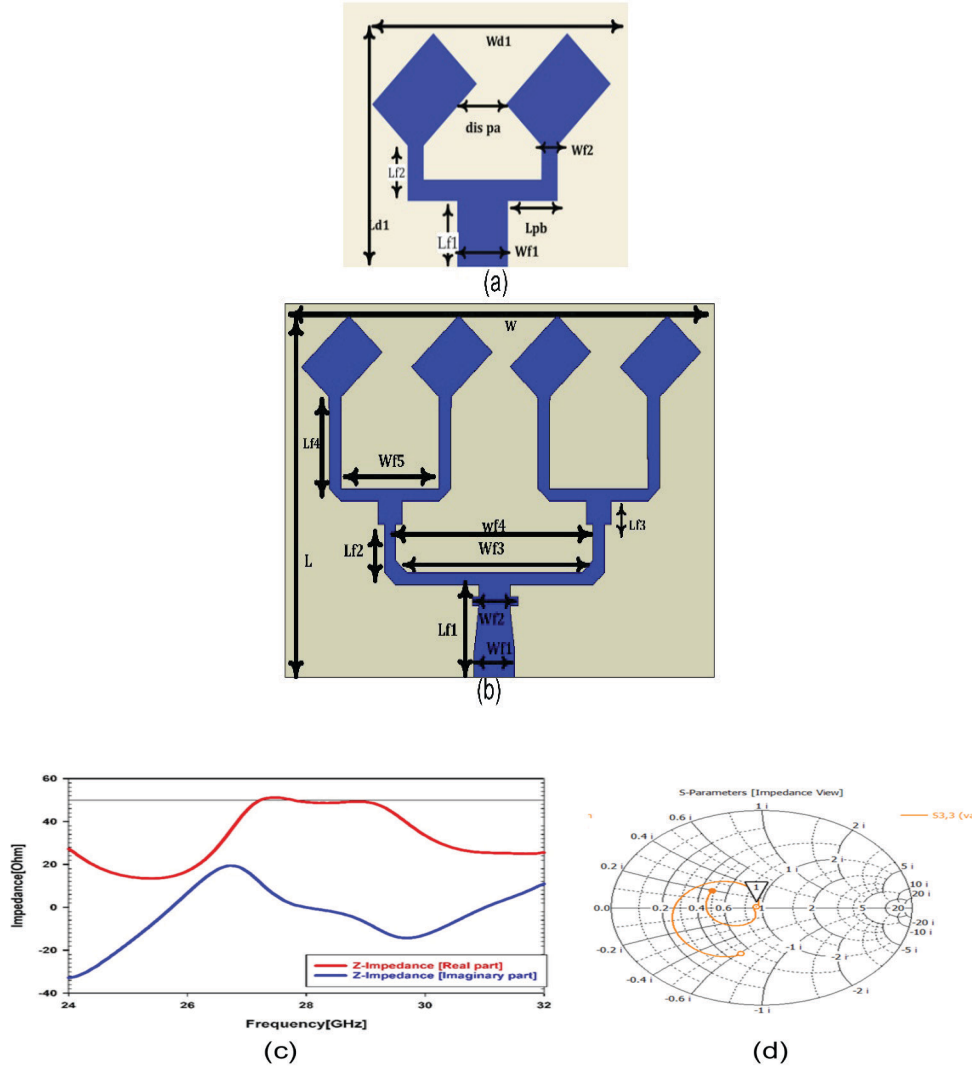 Wd1
dis pa
Wf2
Lf2
Ld1
Lf1
Lpb
Wf1
(a)
W
Lf4
Wf5
Lf3
wf4
Lf2
Wf3
L
Lf1
Wf2
Wf1
(b)
60
40
20
0
-20
-40
Impedance[Ohm]
Z-Impedance [Real part]
Z-Impedance [Imaginary part]
24 26 28 30 32
Frequency[GHz]
(c)
S-Parameters [Impedance View]
S3,3 (va
1 i
0.6 i
0.4 i
2 i
0.2 i
1 i
5 i
10 i
20 i
1
0.0 0.2 0.4 0.6 1 2 5 20
-20 i
-10 i
-0.2 i
-1 i
-5 i
-2 i
-0.4 i
-2 i
-0.6 i
-1 i
(d)